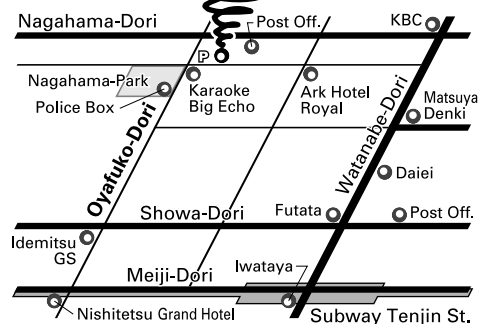 Nagahama-Dori
Post Off.
KBC
P
Nagahama-Park
Police Box
Karaoke
Big Echo
Ark Hotel
Royal
Matsuya
Denki
Oyafuko-Dori
Watanabe-Dori
Daiei
Showa-Dori
Futata
Post Off.
Idemitsu
GS
Meiji-Dori
Iwataya
Nishitetsu Grand Hotel
Subway Tenjin St.